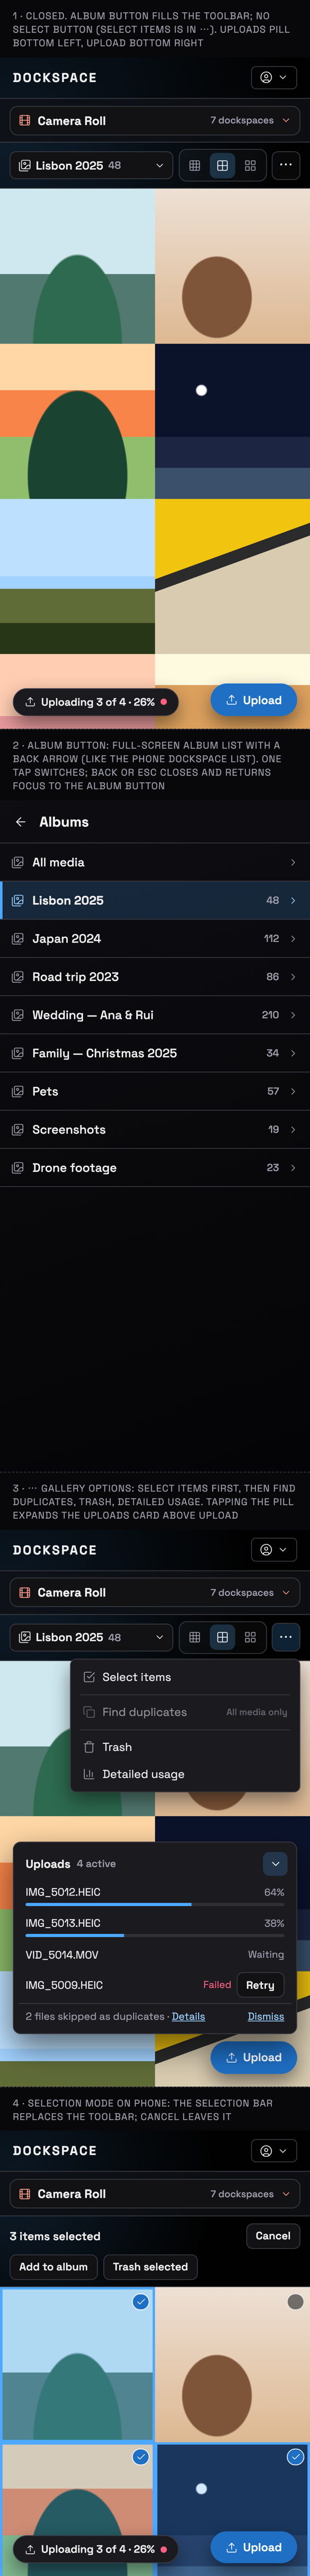 1 · CLOSED. ALBUM BUTTON FILLS THE TOOLBAR; NO
SELECT BUTTON (SELECT ITEMS IS IN ···). UPLOADS PILL
BOTTOM LEFT, UPLOAD BOTTOM RIGHT
DOCKSPACE
Camera Roll 7 dockspaces
Lisbon 2025 48
Uploading 3 of 4 · 26%
Upload
2 · ALBUM BUTTON: FULL-SCREEN ALBUM LIST WITH A
BACK ARROW (LIKE THE PHONE DOCKSPACE LIST). ONE
TAP SWITCHES; BACK OR ESC CLOSES AND RETURNS
FOCUS TO THE ALBUM BUTTON
Albums
All media
Lisbon 2025 48
Japan 2024 112
Road trip 2023 86
Wedding — Ana & Rui 210
Family — Christmas 2025 34
Pets 57
Screenshots 19
Drone footage 23
3 · ··· GALLERY OPTIONS: SELECT ITEMS FIRST, THEN FIND
DUPLICATES, TRASH, DETAILED USAGE. TAPPING THE PILL
EXPANDS THE UPLOADS CARD ABOVE UPLOAD
DOCKSPACE
Camera Roll 7 dockspaces
Lisbon 2025 48
Select items
Find duplicates All media only
Trash
Detailed usage
Uploads 4 active
IMG_5012.HEIC 64%
IMG_5013.HEIC 38%
VID_5014.MOV Waiting
IMG_5009.HEIC Failed Retry
2 files skipped as duplicates · Details Dismiss
Upload
4 · SELECTION MODE ON PHONE: THE SELECTION BAR
REPLACES THE TOOLBAR; CANCEL LEAVES IT
DOCKSPACE
Camera Roll 7 dockspaces
3 items selected Cancel
Add to album Trash selected
Uploading 3 of 4 · 26%
Upload